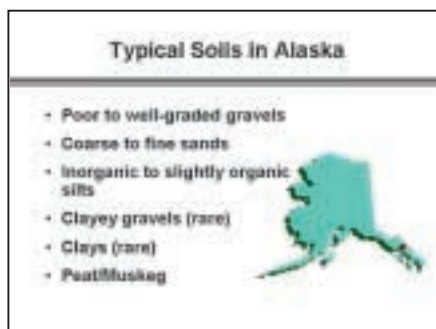 Typical Soils in Alaska
• Poor to well-graded gravels
• Coarse to fine sands
• Inorganic to slightly organic
silts
• Clayey gravels (rare)
• Clays (rare)
• Peat/Muskeg